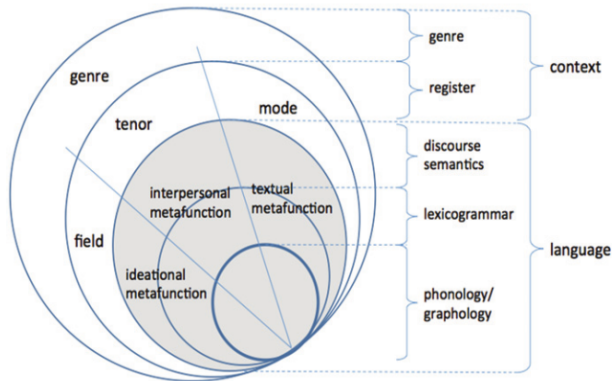 genre
tenor
mode
field
interpersonal
metafunction
textual
metafunction
ideational
metafunction
genre
register
context
discourse
semantics
lexicogrammar
phonology/
graphology
language